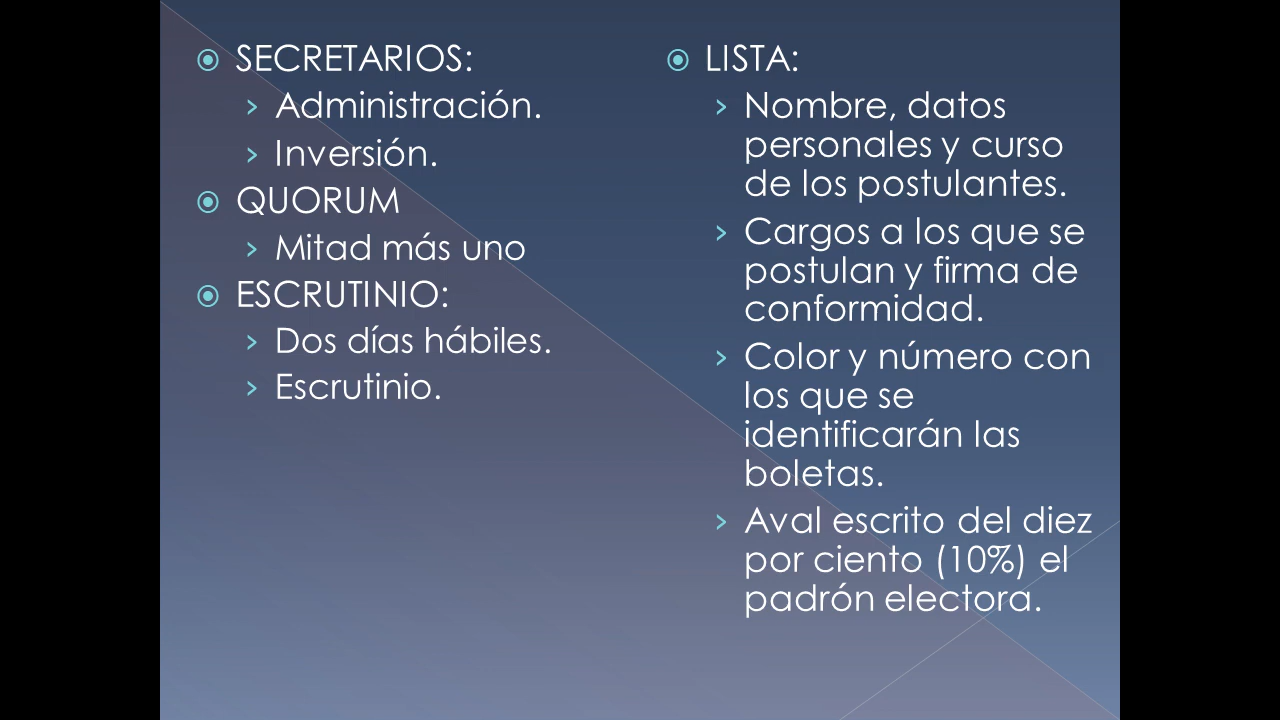 SECRETARIOS:
Administración.
Inversión.
QUORUM
Mitad más uno
ESCRUTINIO:
Dos días hábiles.
Escrutinio.
LISTA:
Nombre, datos
personales y curso
de los postulantes.
Cargos a los que se
postulan y firma de
conformidad.
Color y número con
los que se
identificarán las
boletas.
Aval escrito del diez
por ciento (10%) el
padrón electora.